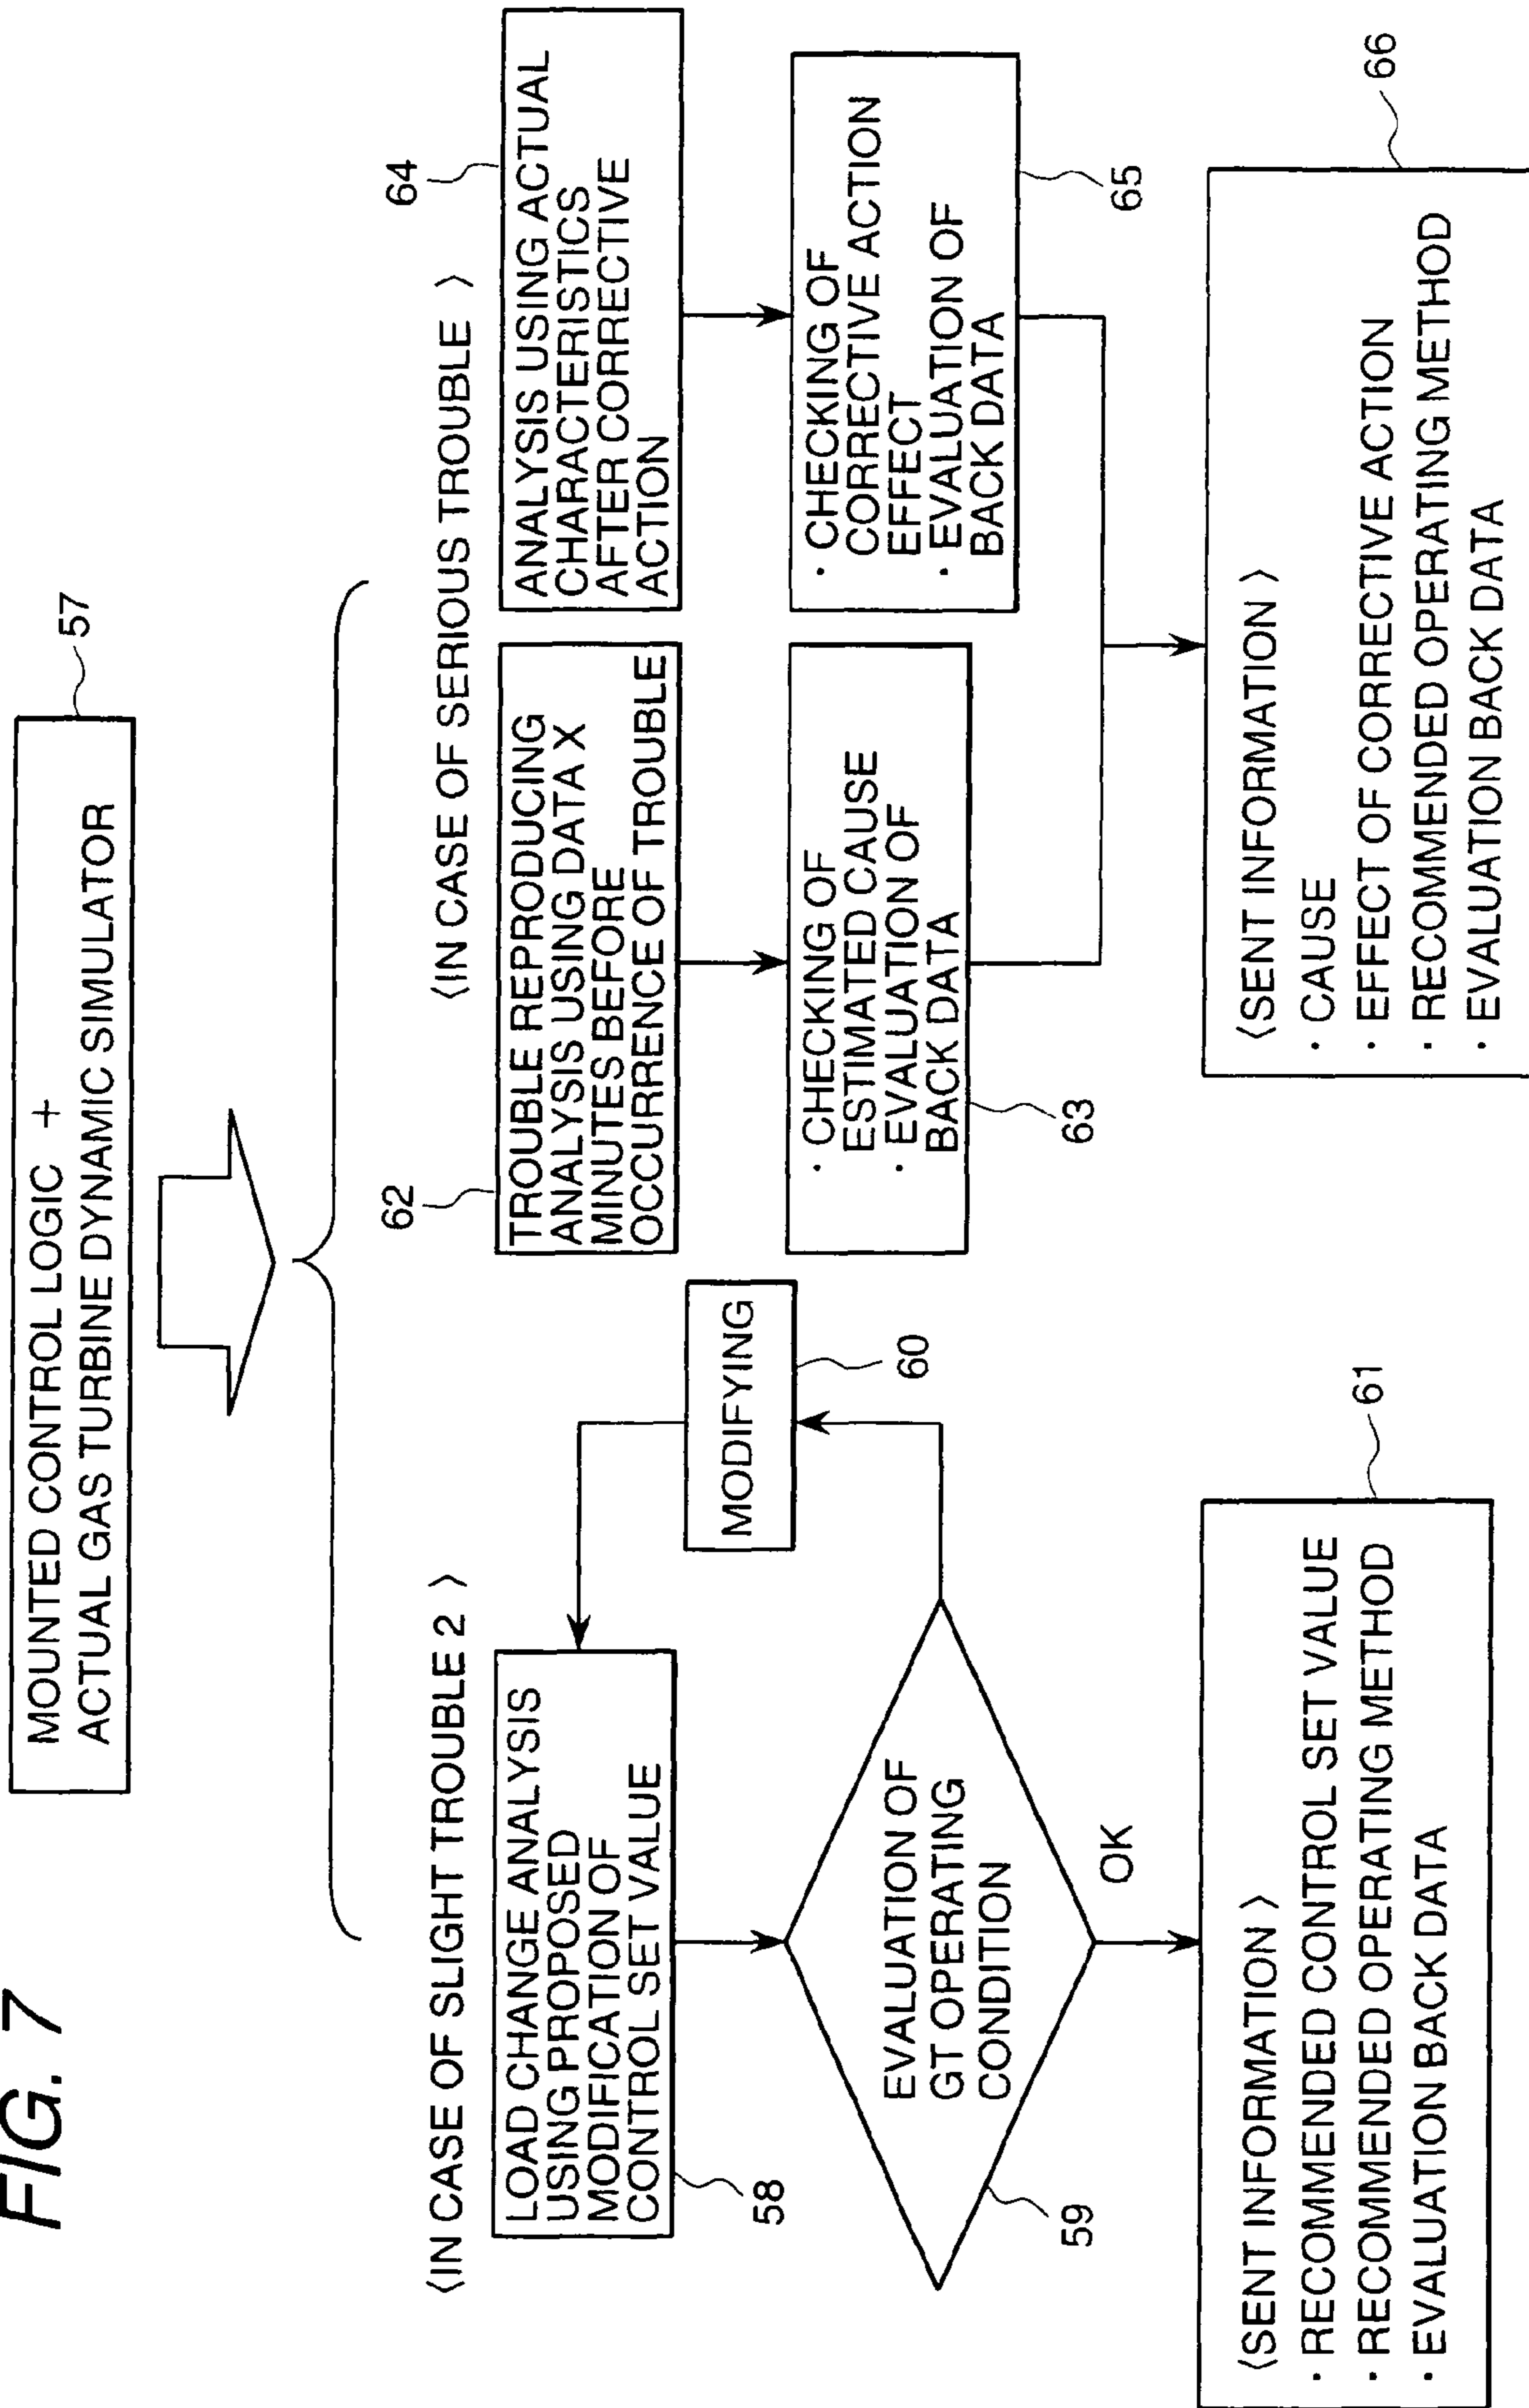 FIG. 7
MOUNTED CONTROL LOGIC +
ACTUAL GAS TURBINE DYNAMIC SIMULATOR
57
〈IN CASE OF SLIGHT TROUBLE 2 〉
LOAD CHANGE ANALYSIS
USING PROPOSED
MODIFICATION OF
CONTROL SET VALUE
58
MODIFYING
60
EVALUATION OF
GT OPERATING
CONDITION
59
OK
〈SENT INFORMATION 〉
· RECOMMENDED CONTROL SET VALUE
· RECOMMENDED OPERATING METHOD
· EVALUATION BACK DATA
61
〈IN CASE OF SERIOUS TROUBLE 〉
62
TROUBLE REPRODUCING
ANALYSIS USING DATA X
MINUTES BEFORE
OCCURRENCE OF TROUBLE
· CHECKING OF
ESTIMATED CAUSE
· EVALUATION OF
BACK DATA
63
64
ANALYSIS USING ACTUAL
CHARACTERISTICS
AFTER CORRECTIVE
ACTION
· CHECKING OF
CORRECTIVE ACTION
EFFECT
· EVALUATION OF
BACK DATA
65
〈SENT INFORMATION 〉
· CAUSE
· EFFECT OF CORRECTIVE ACTION
· RECOMMENDED OPERATING METHOD
· EVALUATION BACK DATA
66